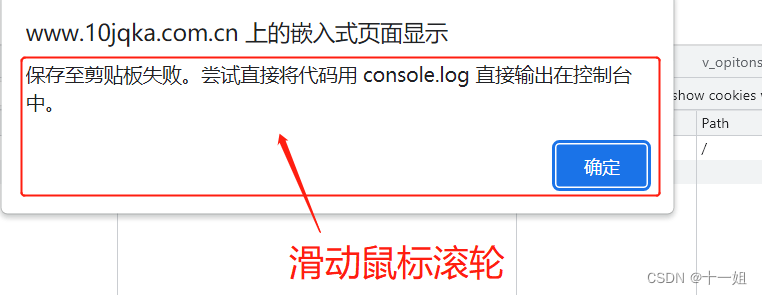 www.10jqka.com.cn 上的嵌入式页面显示
保存至剪贴板失败。尝试直接将代码用 console.log 直接输出在控制台
中。
确定
v_opitons
show cookies
Path
/
滑动鼠标滚轮
CSDN @十一姐